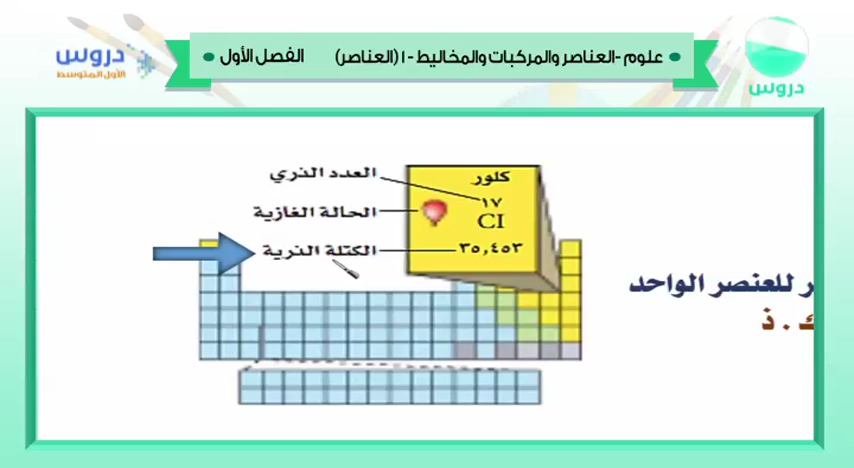 علوم - العناصر والمركبات والمخاليط - ١ (العناصر) الفصل الأول
دروس
دروس
الأول المتوسط
كلور
١٧
Cl
٣٥,٤٥٣
العدد الذري
الحالة الغازية
الكتلة الذرية
للعنصر الواحد
ك . ذ